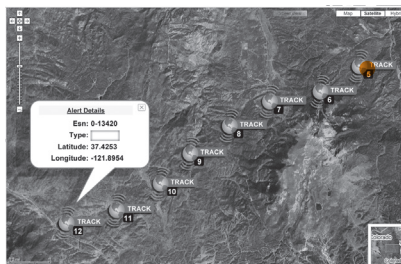 Map Satellite
TRACK
5
TRACK
6
TRACK
7
TRACK
8
TRACK
9
TRACK
10
TRACK
11
TRACK
12
Alert Details
Esn: 0-13420
Type:
Latitude: 37.4253
Longitude: -121.8954
colorado